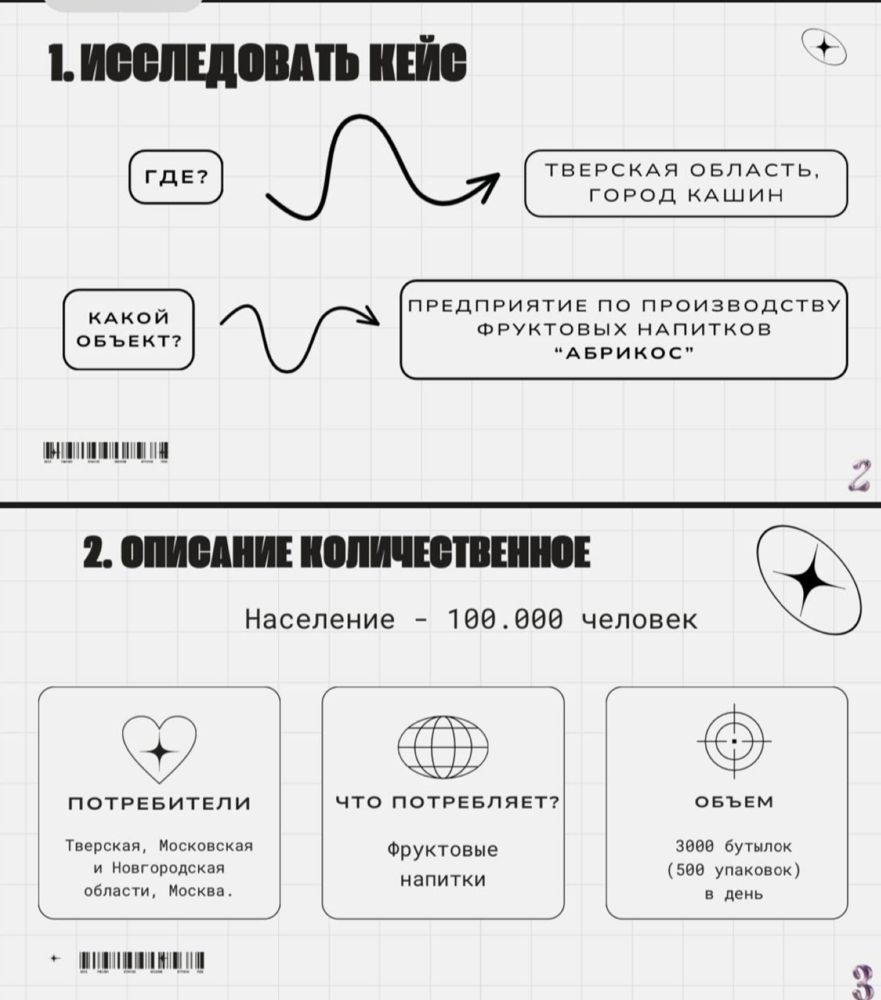 1. ИССЛЕДОВАТЬ КЕЙС
ГДЕ?
ТВЕРСКАЯ ОБЛАСТЬ,
ГОРОД КАШИН
КАКОЙ
ОБЪЕКТ?
ПРЕДПРИЯТИЕ ПО ПРОИЗВОДСТВУ
ФРУКТОВЫХ НАПИТКОВ
“АБРИКОС”
2
2. ОПИСАНИЕ КОЛИЧЕСТВЕННОЕ
Население - 100.000 человек
ПОТРЕБИТЕЛИ
Тверская, Московская
и Новгородская
области, Москва.
ЧТО ПОТРЕБЛЯЕТ?
Фруктовые
напитки
ОБЪЕМ
3000 бутылок
(500 упаковок)
в день
3